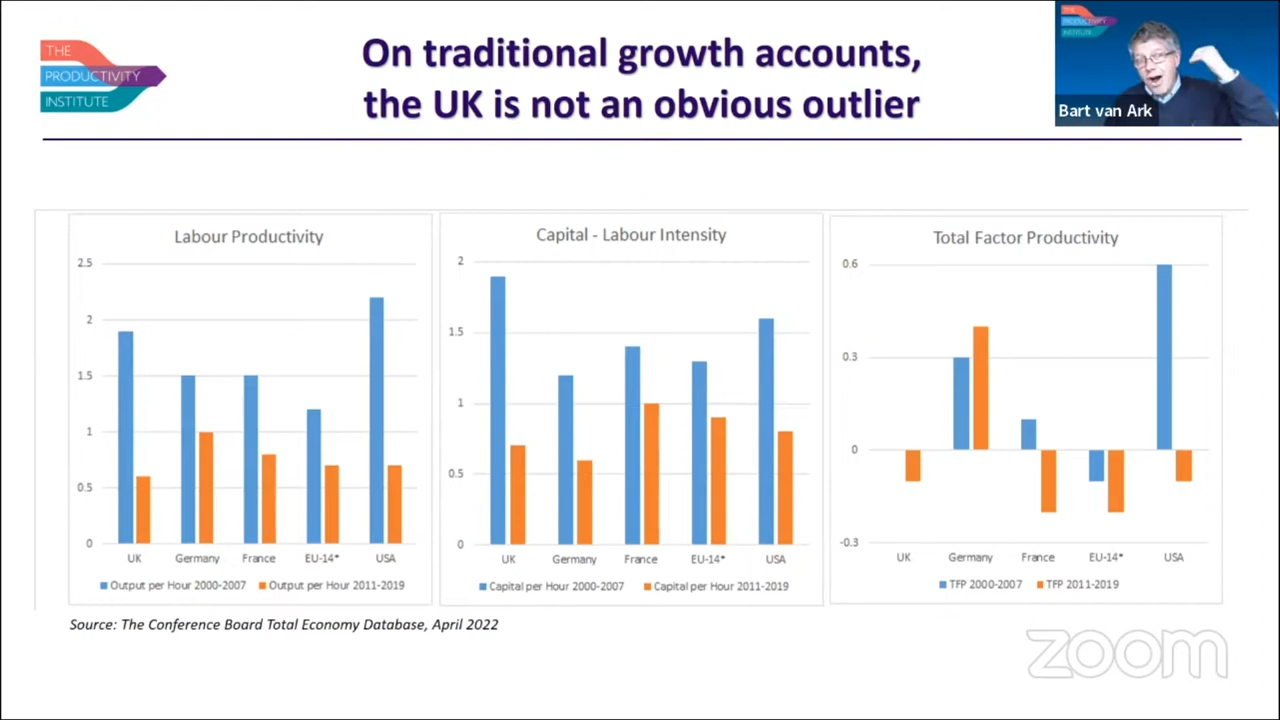 THE
PRODUCTIVITY
INSTITUTE
On traditional growth accounts,
the UK is not an obvious outlier
THE
PRODUCTIVITY
INSTITUTE
Bart van Ark
Labour Productivity
2.5
2
1.5
1
0.5
0
UK Germany France EU-14* USA
Output per Hour 2000-2007 Output per Hour 2011-2019
Capital - Labour Intensity
2
1.5
1
0.5
0
UK Germany France EU-14* USA
Capital per Hour 2000-2007 Capital per Hour 2011-2019
Total Factor Productivity
0.6
0.3
0
-0.3
UK Germany France EU-14* USA
TFP 2000-2007 TFP 2011-2019
Source: The Conference Board Total Economy Database, April 2022
zoom